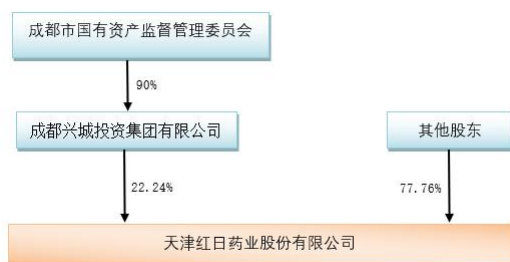 成都市国有资产监督管理委员会
90%
成都兴城投资集团有限公司
其他股东
22.24%
77.76%
天津红日药业股份有限公司